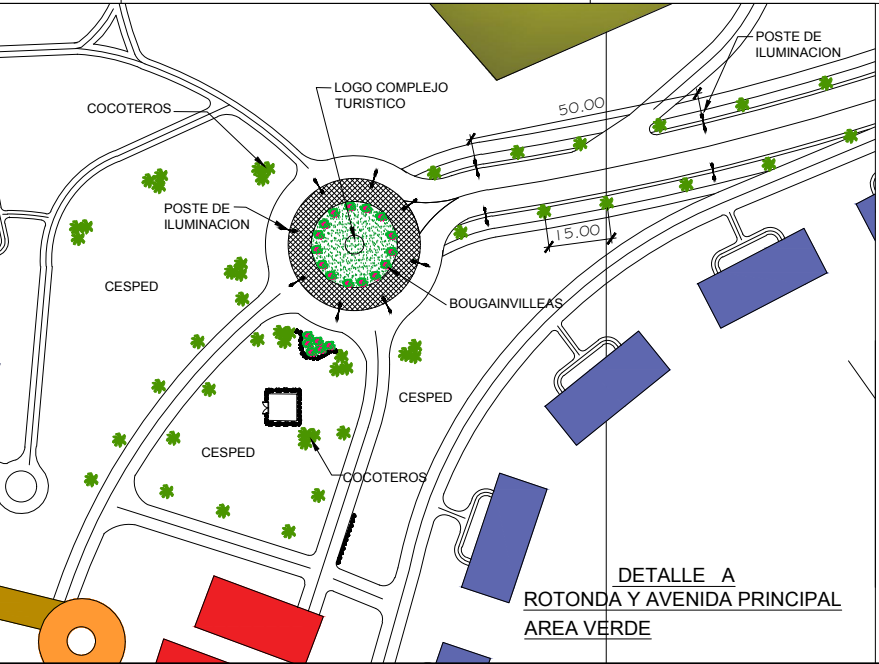 POSTE DE
ILUMINACION
LOGO COMPLEJO
TURISTICO
50.00
COCOTEROS
POSTE DE
ILUMINACION
15.00
CESPED
BOUGAINVILLEAS
CESPED
CESPED
COCOTEROS
DETALLE A
ROTONDA Y AVENIDA PRINCIPAL
AREA VERDE